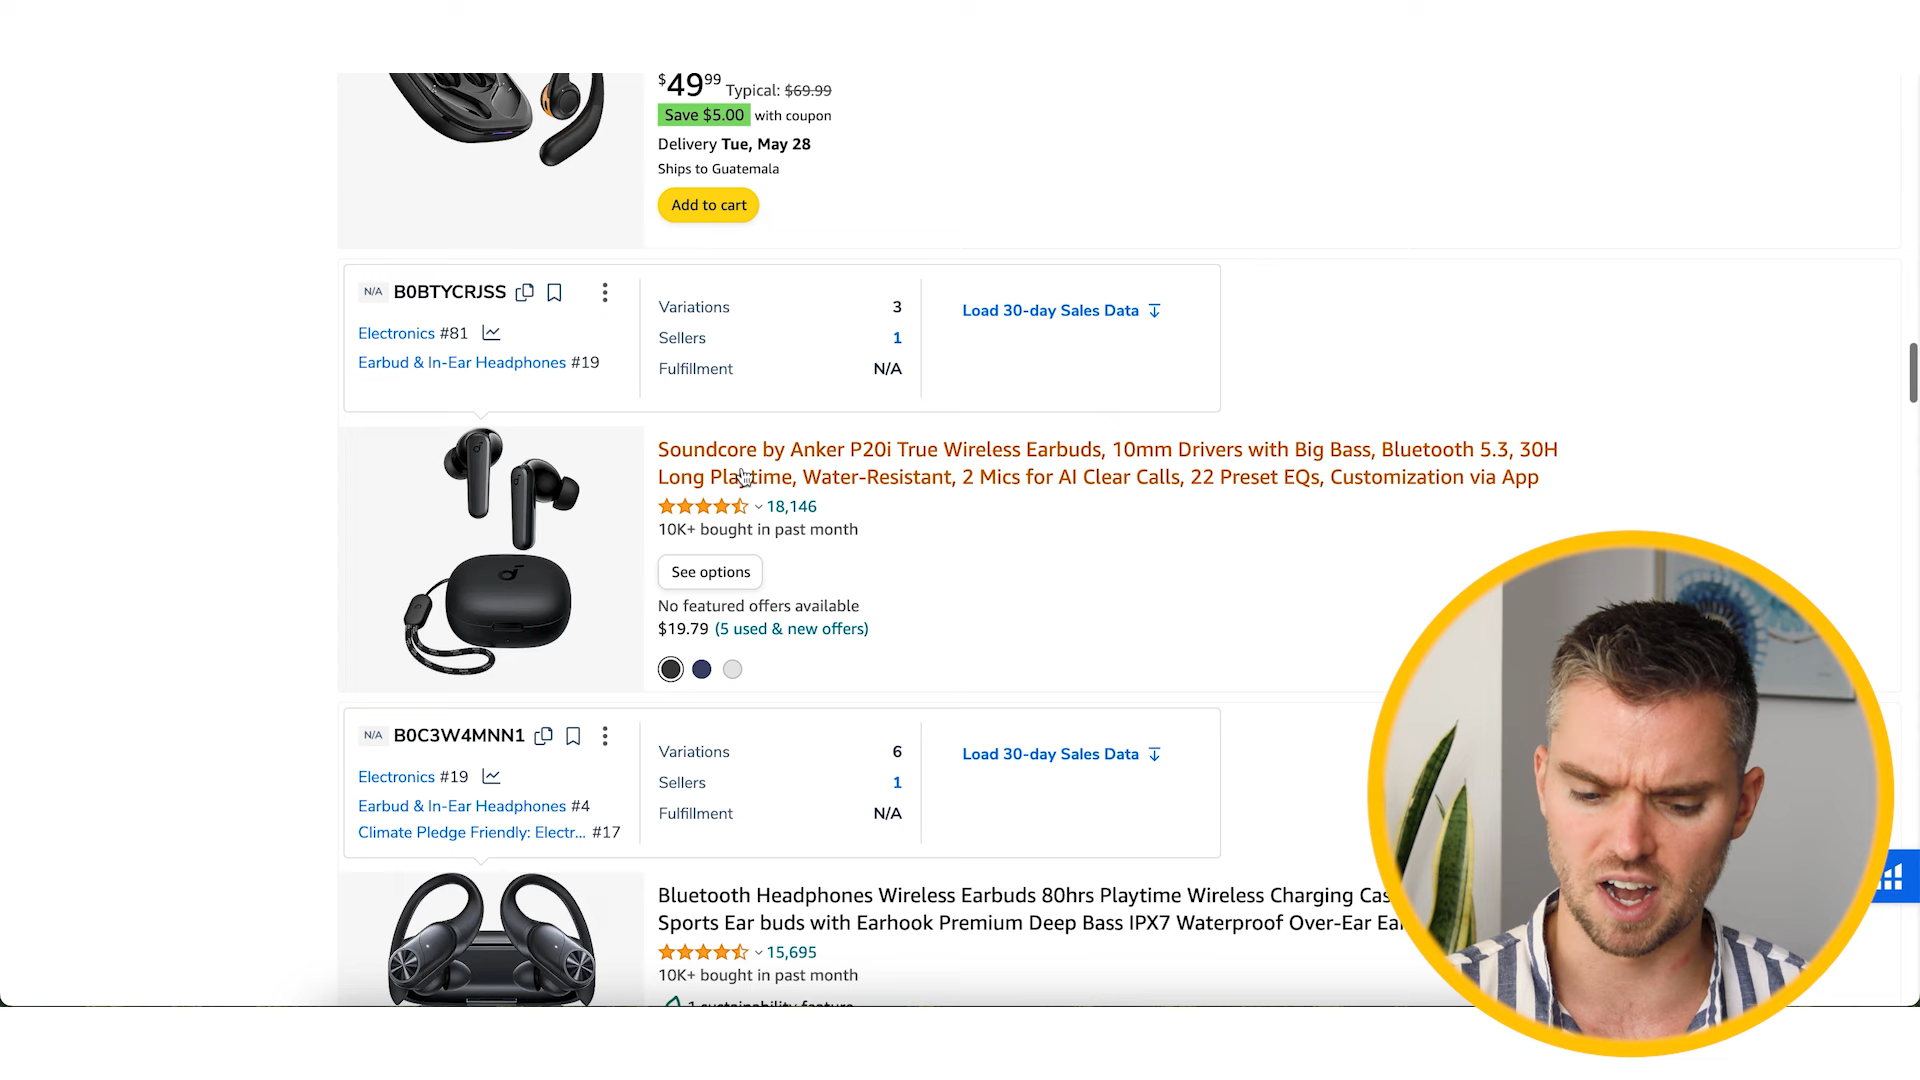 $49.99 Typical: $69.99
Save $5.00 with coupon
Delivery Tue, May 28
Ships to Guatemala
Add to cart
N/A B0BTYCRJSS
Electronics #81
Earbud & In-Ear Headphones #19
Variations 3
Sellers 1
Fulfillment N/A
Load 30-day Sales Data
Soundcore by Anker P20i True Wireless Earbuds, 10mm Drivers with Big Bass, Bluetooth 5.3, 30H
Long Playtime, Water-Resistant, 2 Mics for AI Clear Calls, 22 Preset EQs, Customization via App
18,146
10K+ bought in past month
See options
No featured offers available
$19.79 (5 used & new offers)
N/A B0C3W4MNN1
Electronics #19
Earbud & In-Ear Headphones #4
Climate Pledge Friendly: Electr... #17
Variations 6
Sellers 1
Fulfillment N/A
Load 30-day Sales Data
Bluetooth Headphones Wireless Earbuds 80hrs Playtime Wireless Charging
Sports Ear buds with Earhook Premium Deep Bass IPX7 Waterproof Over-Ear
15,695
10K+ bought in past month
1 sustainability feature